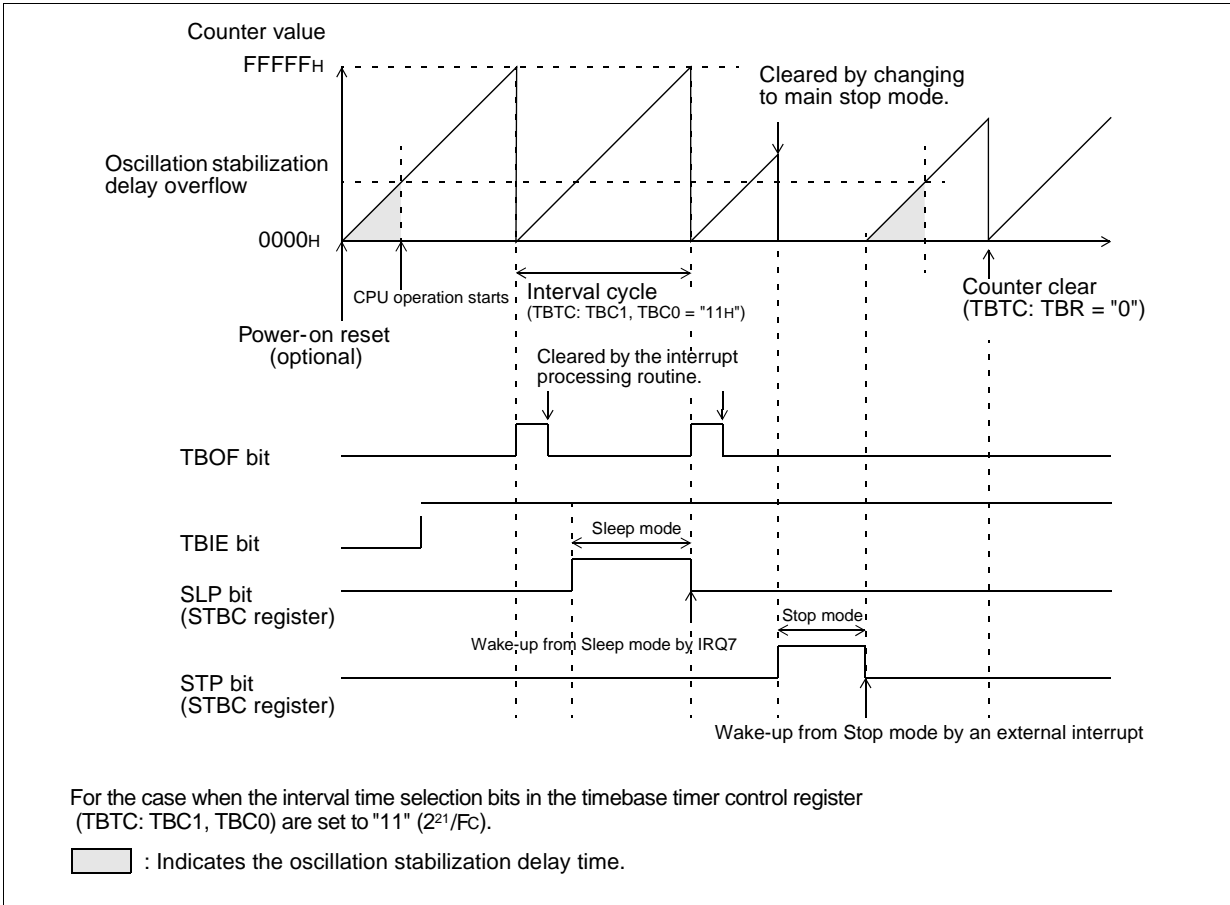 Counter value
FFFFFH
Cleared by changing
to main stop mode.
Oscillation stabilization
delay overflow
0000H
CPU operation starts
Interval cycle
(TBTC: TBC1, TBC0 = "11H")
Counter clear
(TBTC: TBR = "0")
Power-on reset
(optional)
Cleared by the interrupt
processing routine.
TBOF bit
TBIE bit
Sleep mode
SLP bit
(STBC register)
Stop mode
Wake-up from Sleep mode by IRQ7
STP bit
(STBC register)
Wake-up from Stop mode by an external interrupt
For the case when the interval time selection bits in the timebase timer control register
(TBTC: TBC1, TBC0) are set to "11" (2²¹/FC).
: Indicates the oscillation stabilization delay time.